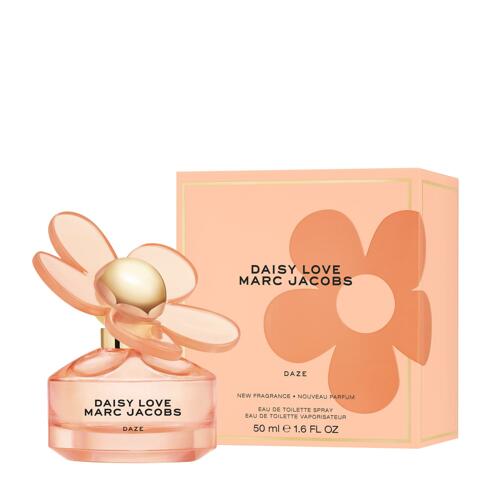 DAISY LOVE
MARC JACOBS
DAZE
DAISY LOVE
MARC JACOBS
DAZE
NEW FRAGRANCE • NOUVEAU PARFUM
EAU DE TOILETTE SPRAY
EAU DE TOILETTE VAPORISATEUR
50 ml ℮ 1.6 FL OZ